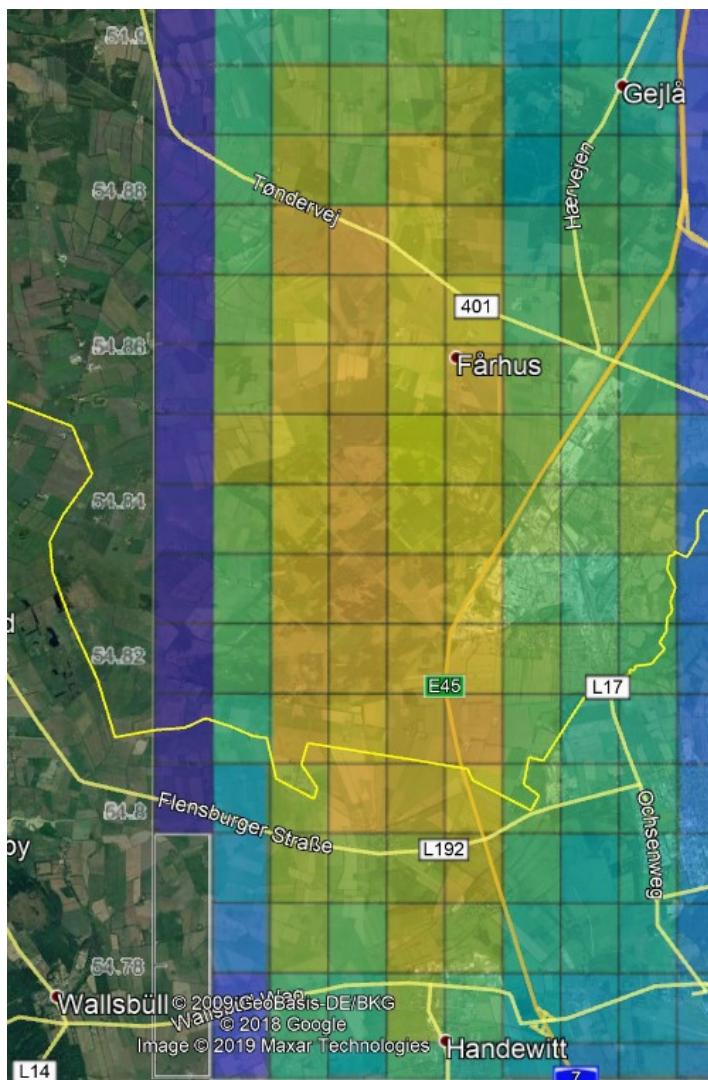 54.9
Gejlå
Hærvejen
54.88
Tøndervej
401
54.86
Fårhus
54.84
d
54.82
E45
L17
54.8
Flensburger Straße
Ochsenweg
by
L192
54.78
Wallsbüll
© 2009 GeoBasis-DE/BKG
© 2018 Google
Image © 2019 Maxar Technologies
Handewitt
L14
7